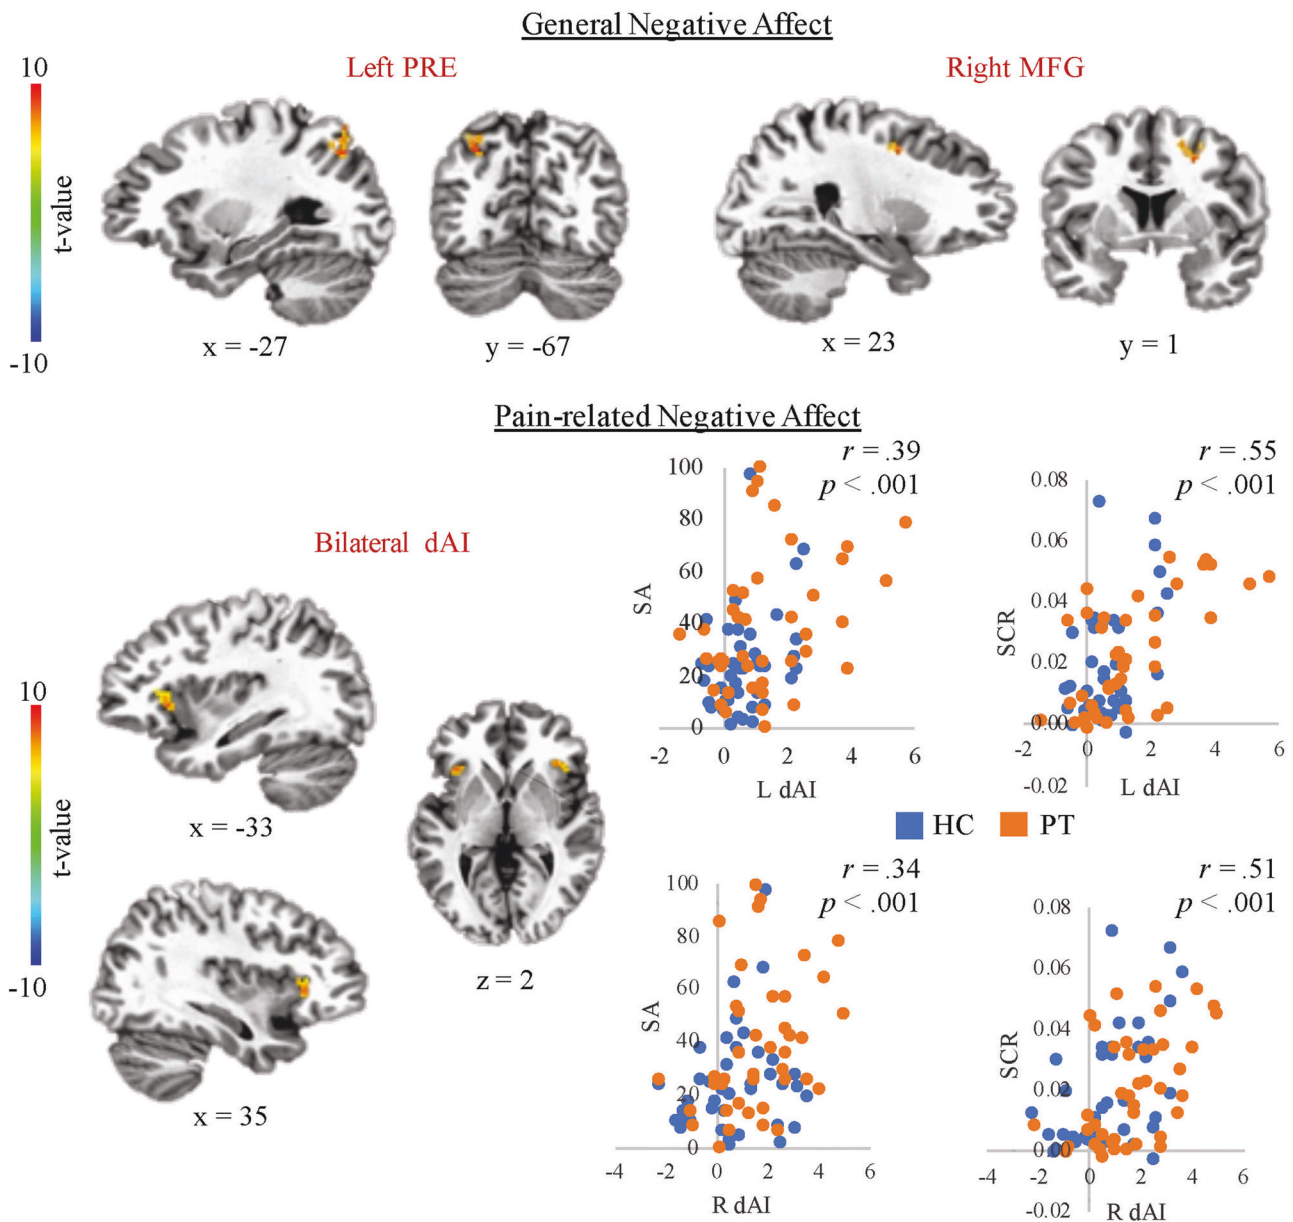 General Negative Affect
Left PRE
Right MFG
10
t-value
-10
x = -27
y = -67
x = 23
y = 1
Pain-related Negative Affect
Bilateral dAI
10
t-value
-10
x = -33
z = 2
x = 35
r = .39
p < .001
100
80
60
40
20
0
SA
-2
0
2
4
6
L dAI
r = .55
p < .001
0.08
0.06
0.04
0.02
0.00
-0.02
SCR
-2
0
2
4
6
L dAI
HC
PT
r = .34
p < .001
100
80
60
40
20
0
SA
-4
-2
0
2
4
6
R dAI
r = .51
p < .001
0.08
0.06
0.04
0.02
0.00
-0.02
SCR
-4
-2
0
2
4
6
R dAI